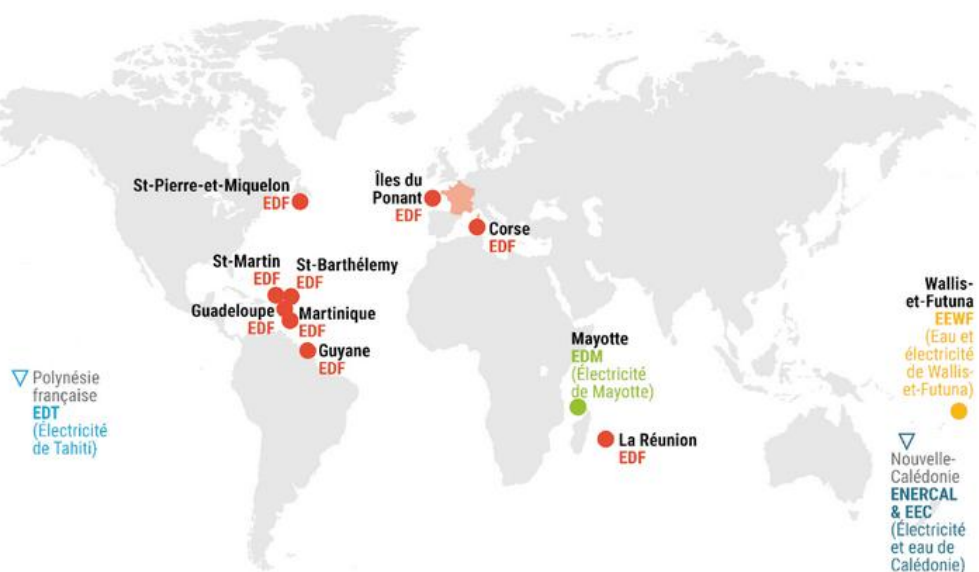 St-Pierre-et-Miquelon
EDF
Îles du
Ponant
EDF
Corse
EDF
St-Martin
EDF
St-Barthélemy
EDF
Guadeloupe
EDF
Martinique
EDF
Guyane
EDF
Polynésie
française
EDT
(Électricité
de Tahiti)
Mayotte
EDM
(Électricité
de Mayotte)
La Réunion
EDF
Wallis-
et-Futuna
EEWF
(Eau et
électricité
de Wallis-
et-Futuna)
Nouvelle-
Calédonie
ENERCAL
& EEC
(Électricité
et eau de
Calédonie)